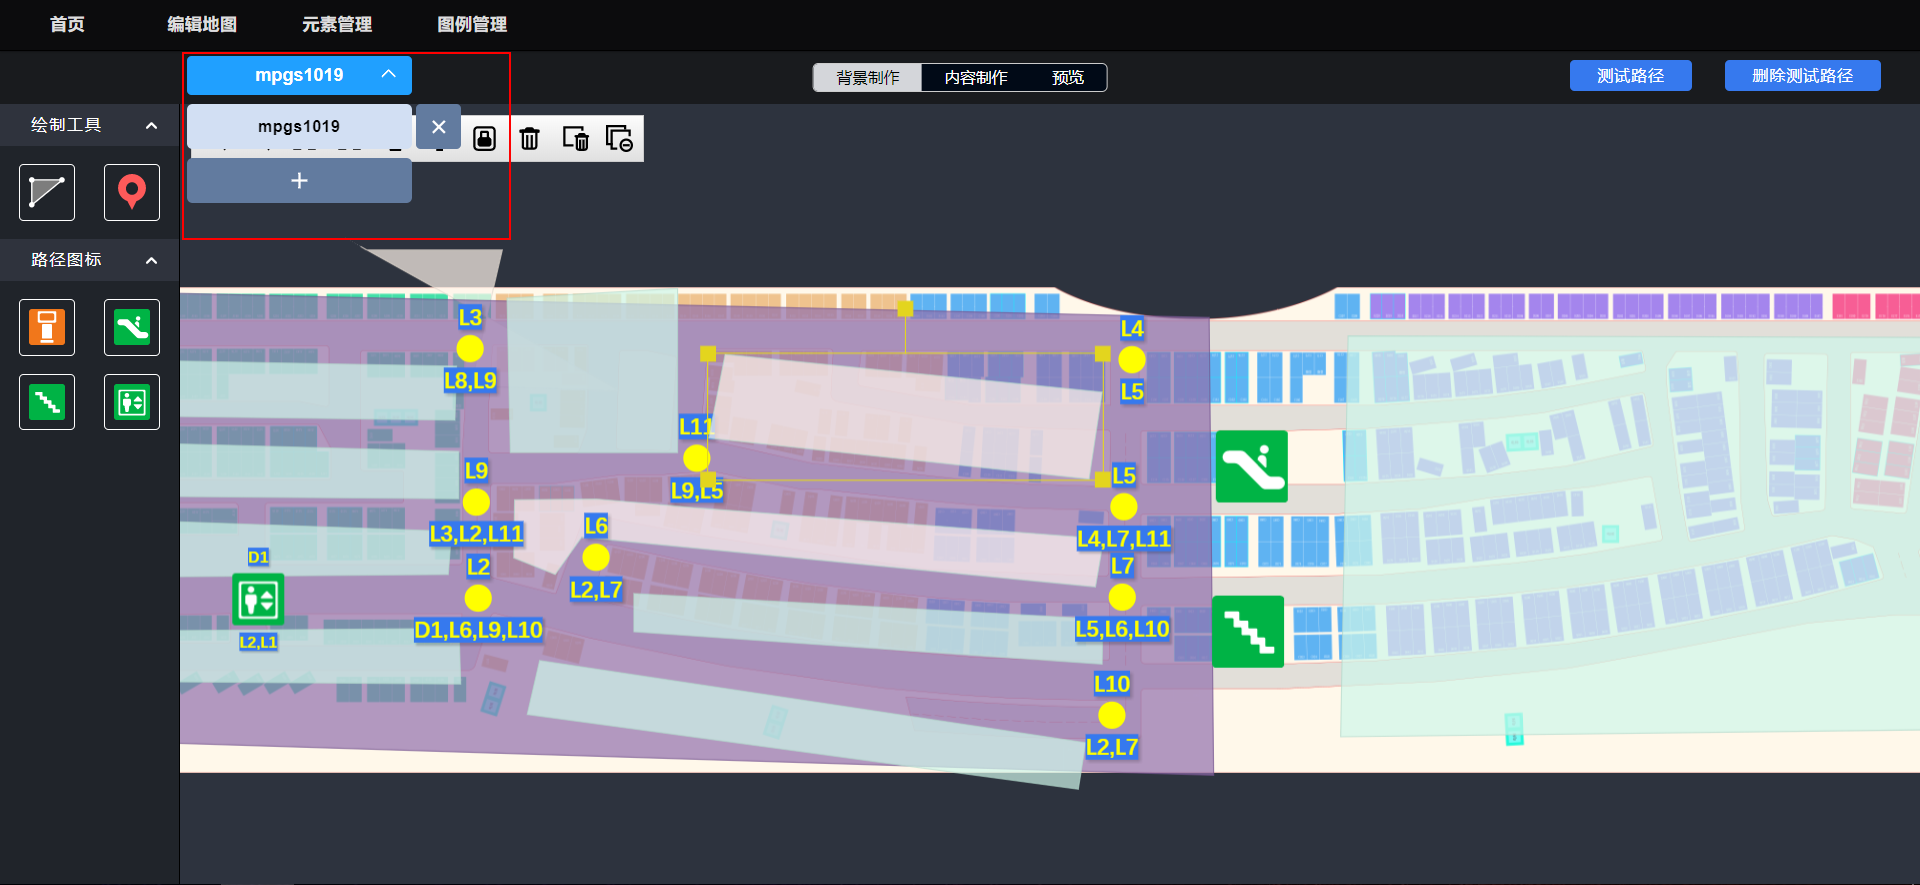 首页 编辑地图 元素管理 图例管理
mpgs1019
背景制作 内容制作 预览
测试路径 删除测试路径
绘制工具
mpgs1019
路径图标
L3
L8,L9
L4
L5
L11
L9,L5
L9
L3,L2,L11
L5
L4,L7,L11
L6
L2,L7
D1
L2,L1
L2
D1,L6,L9,L10
L7
L5,L6,L10
L10
L2,L7